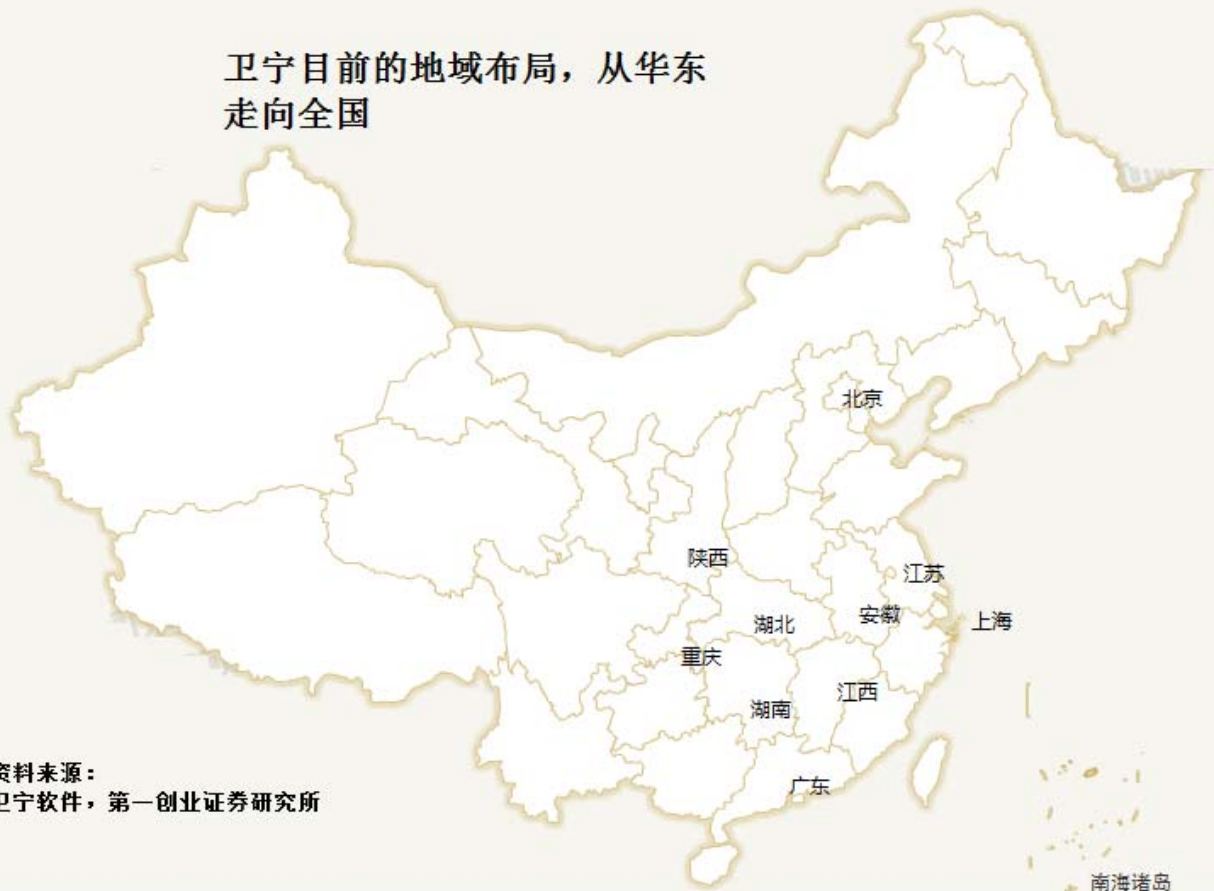 卫宁目前的地域布局，从华东
走向全国
北京
陕西
江苏
安徽
上海
湖北
重庆
江西
湖南
广东
资料来源：
卫宁软件，第一创业证券研究所
南海诸岛